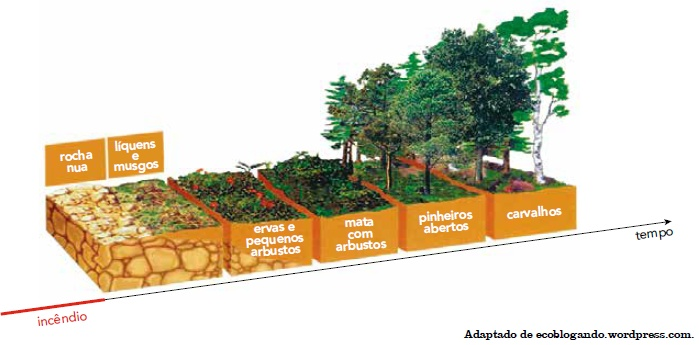 rocha
nua
líquens
e
musgos
ervas e
pequenos
arbustos
mata
com
arbustos
pinheiros
abertos
carvalhos
tempo
incêndio
Adaptado de ecoblogando.wordpress.com.